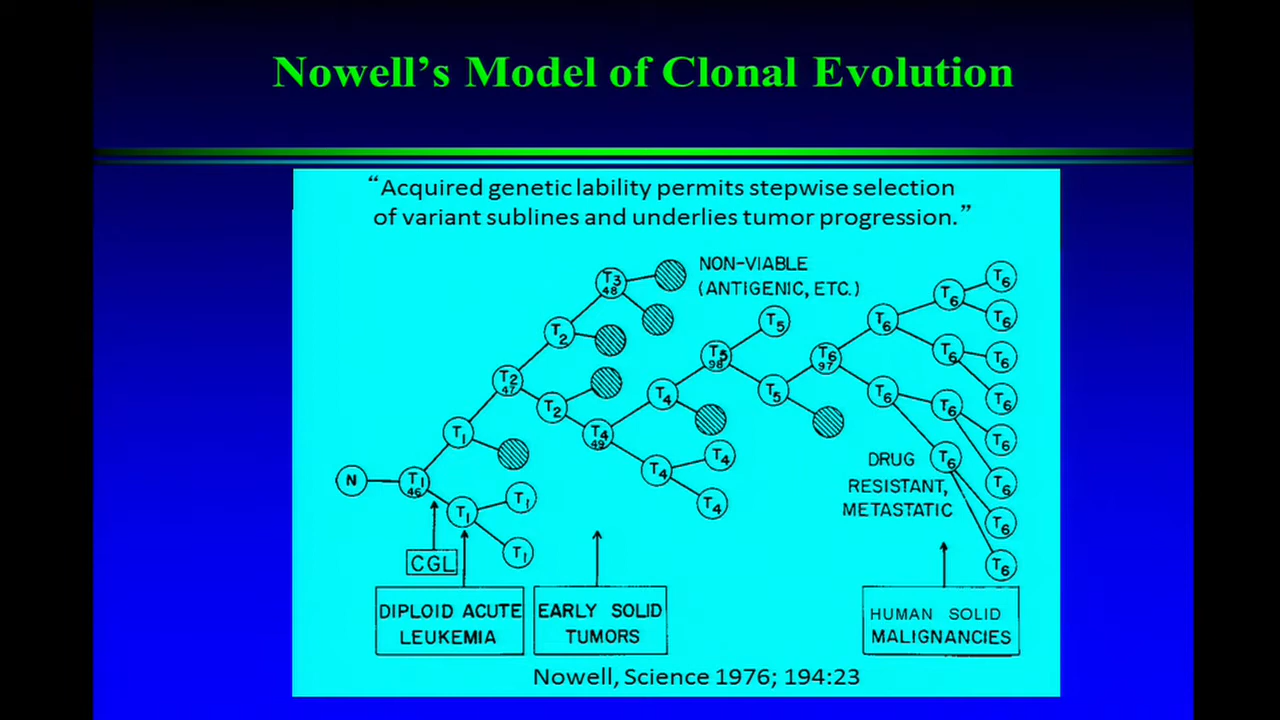 Nowell's Model of Clonal Evolution
“Acquired genetic lability permits stepwise selection
of variant sublines and underlies tumor progression.”
NON-VIABLE
(ANTIGENIC, ETC.)
T3 48
T6
T6
T6
T5
T6
T2
T5 98
T6 97
T6
T6
T2 47
T5
T6
T4
T6
T6
T2
T6
T1
T4 49
T6
T4
T4
T6
DRUG
RESISTANT,
METASTATIC
N
T1 46
T6
T1
T4
T1
T6
T1
T6
CGL
DIPLOID ACUTE
LEUKEMIA
EARLY SOLID
TUMORS
HUMAN SOLID
MALIGNANCIES
Nowell, Science 1976; 194:23